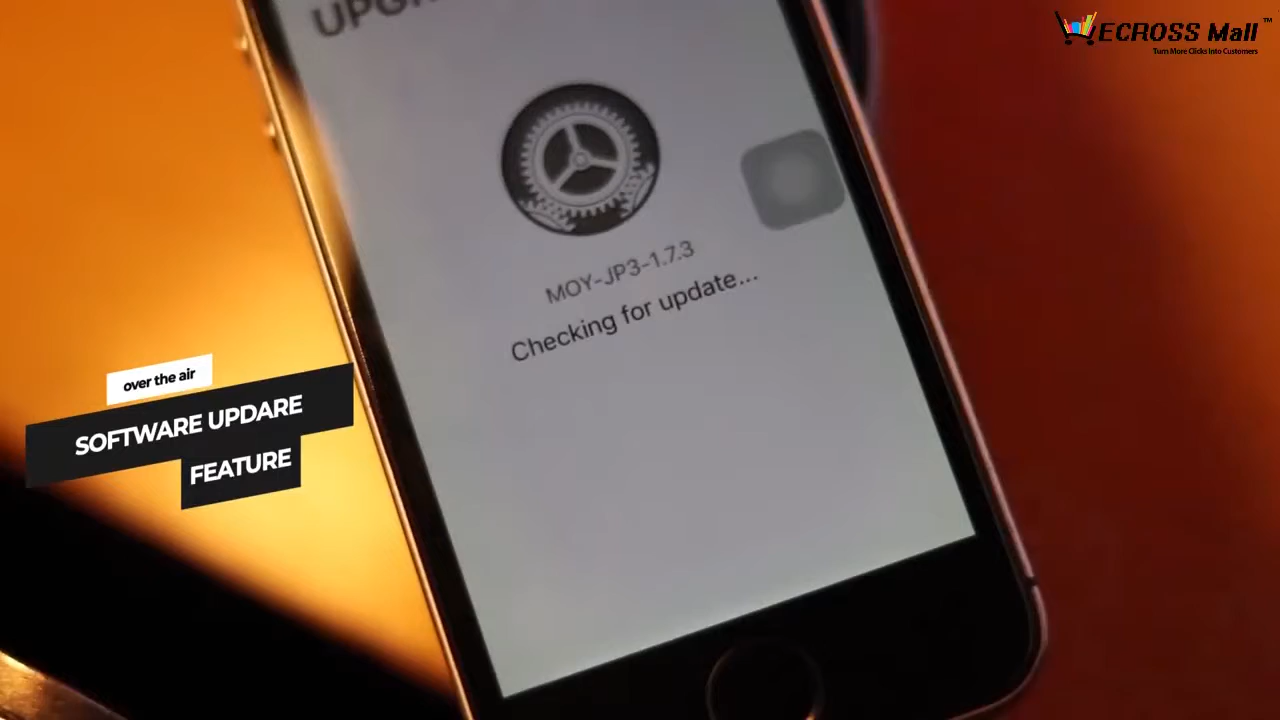 ECROSS Mall™
Turn More Clicks Into Customers
MOY-JP3-1.7.3
Checking for update...
over the air
SOFTWARE UPDARE
FEATURE